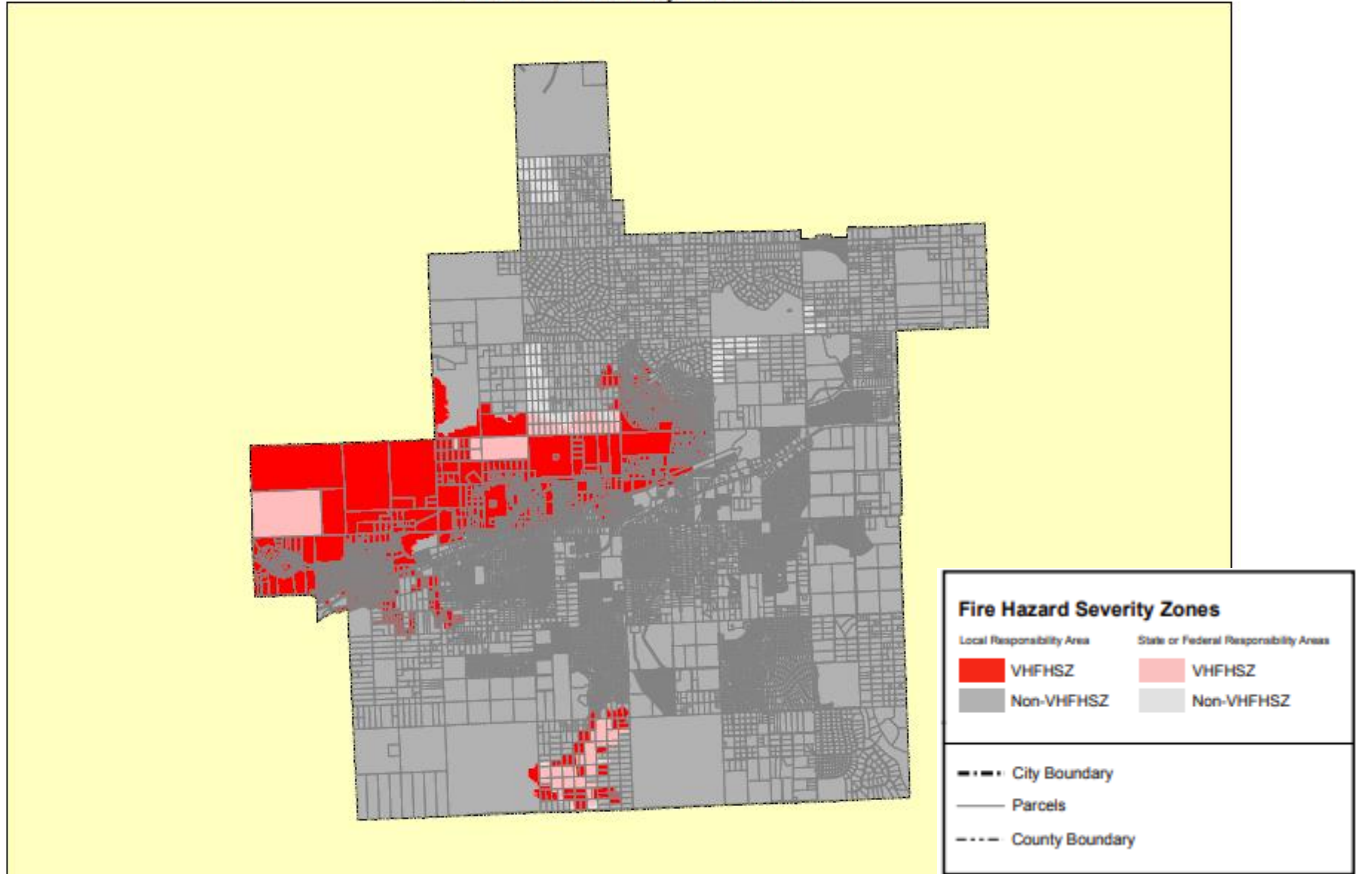 Fire Hazard Severity Zones
Local Responsibility Area State or Federal Responsibility Areas
VHFHSZ VHFHSZ
Non-VHFHSZ Non-VHFHSZ
City Boundary
Parcels
County Boundary